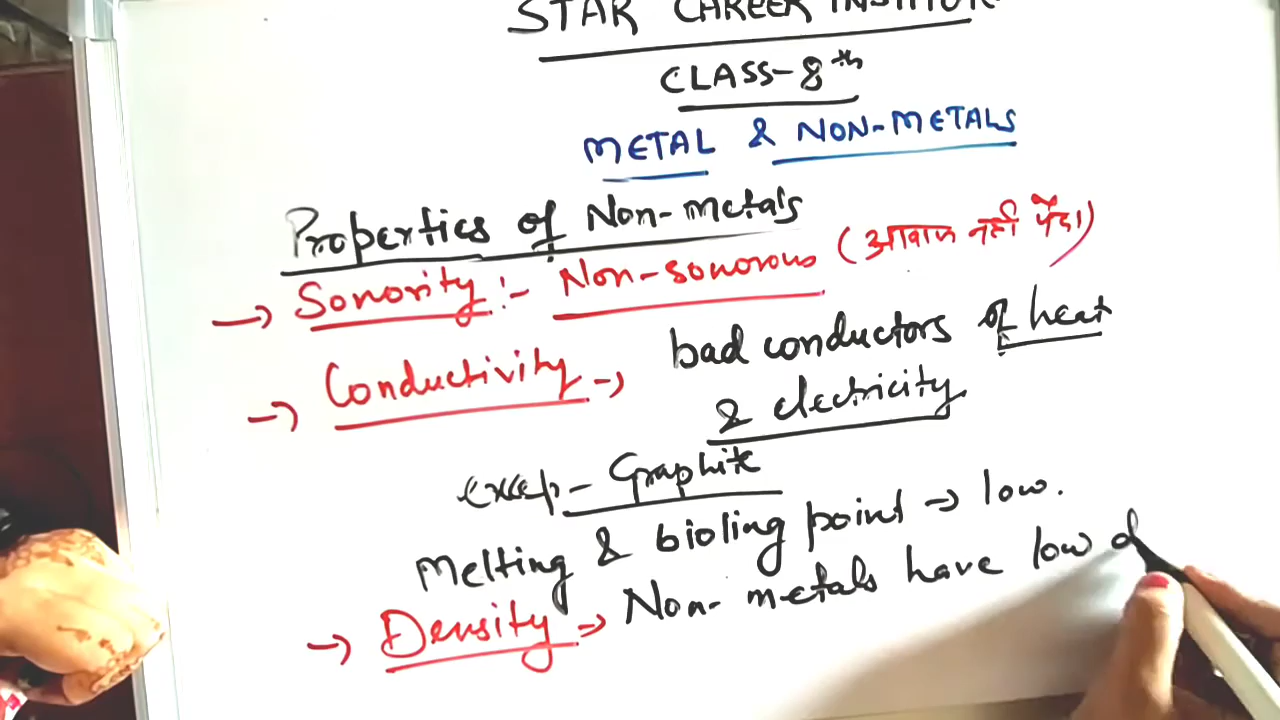 STAR CAREER INSTITU
CLASS-8th
METAL & NON-METALS
Properties of Non-metals
→ Sonority :- Non-sonorous (आवाज नहीं पैदा)
→ Conductivity → bad conductors of heat
& electricity
excep - Graphite
Melting & bioling point → low.
→ Density → Non-metals have low d